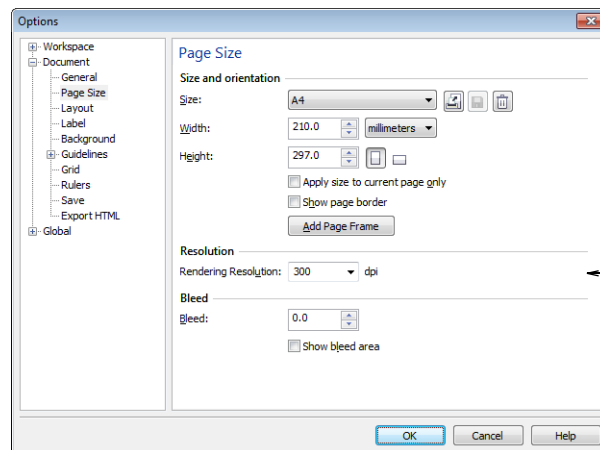 Options
Workspace
Document
General
Page Size
Layout
Label
Background
Guidelines
Grid
Rulers
Save
Export HTML
Global
Page Size
Size and orientation
Size: A4
Width: 210.0 millimeters
Height: 297.0
Apply size to current page only
Show page border
Add Page Frame
Resolution
Rendering Resolution: 300 dpi
Bleed
Bleed: 0.0
Show bleed area
OK Cancel Help